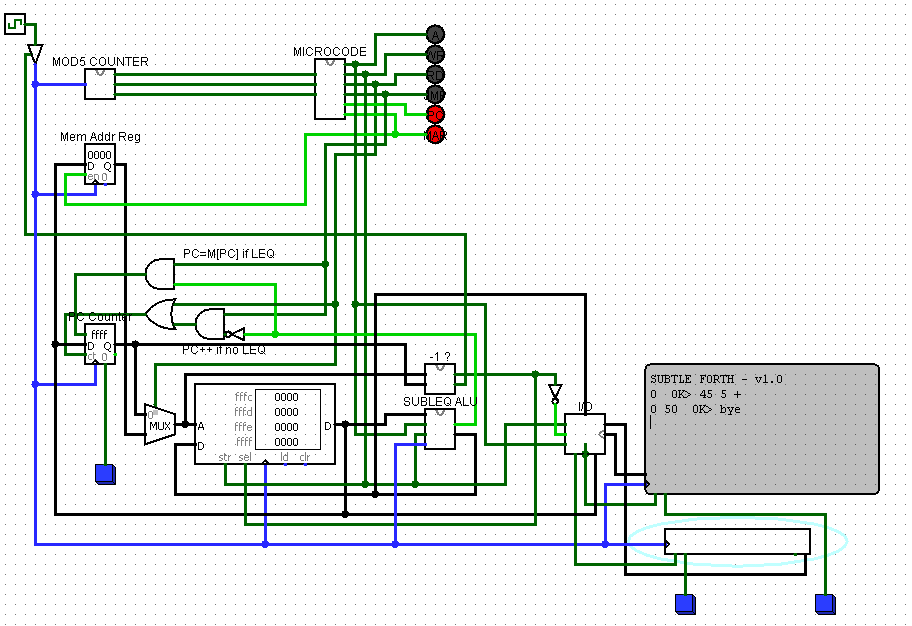 MICROCODE
A
MOD5 COUNTER
RD
Mem Addr Reg
0000
D Q
en 0
PC=M[PC] if LEQ
PC Counter
ffff
D Q
ct 0
PC++ if no LEQ
-1 ?
0
MUX
fffc 0000
fffd 0000
fffe 0000
ffff 0000
A
D
D
str sel ld clr
SUBLEQ ALU
I/O
SUBTLE FORTH - v1.0
0  OK> 45 5 +
0 50  OK> bye